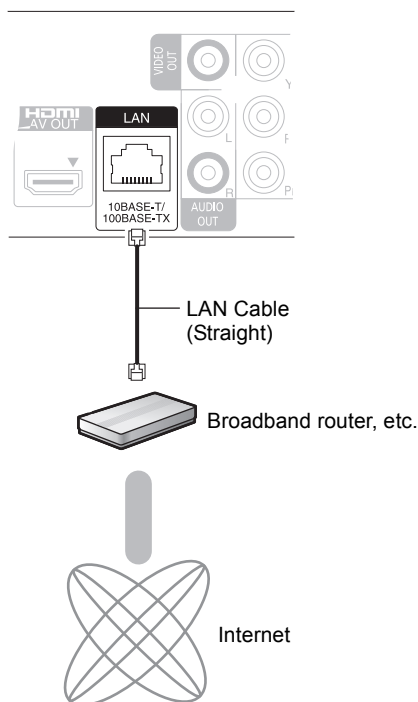 VIDEO
OUT
Y
HDMI
AV OUT
LAN
L
R
AUDIO
OUT
10BASE-T/
100BASE-TX
LAN Cable
(Straight)
Broadband router, etc.
Internet